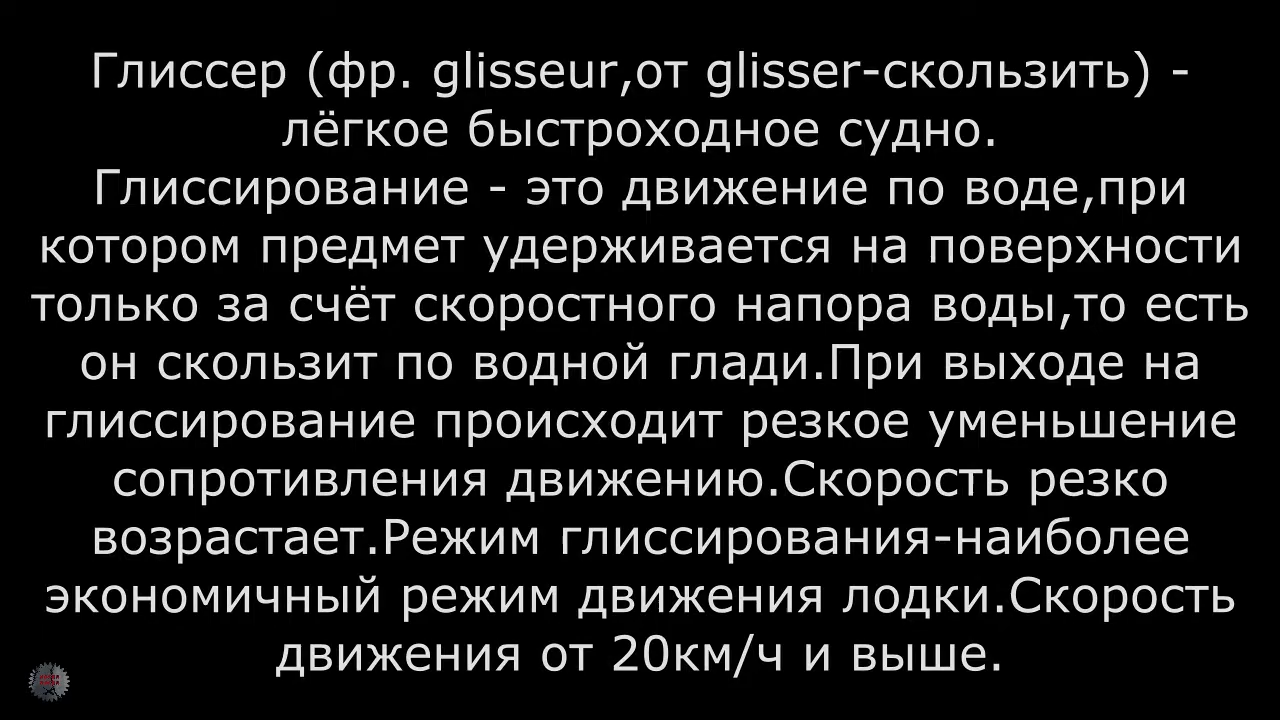 Глиссер (фр. glisseur,от glisser-скользить) -
лёгкое быстроходное судно.
Глиссирование - это движение по воде,при
котором предмет удерживается на поверхности
только за счёт скоростного напора воды,то есть
он скользит по водной глади.При выходе на
глиссирование происходит резкое уменьшение
сопротивления движению.Скорость резко
возрастает.Режим глиссирования-наиболее
экономичный режим движения лодки.Скорость
движения от 20км/ч и выше.